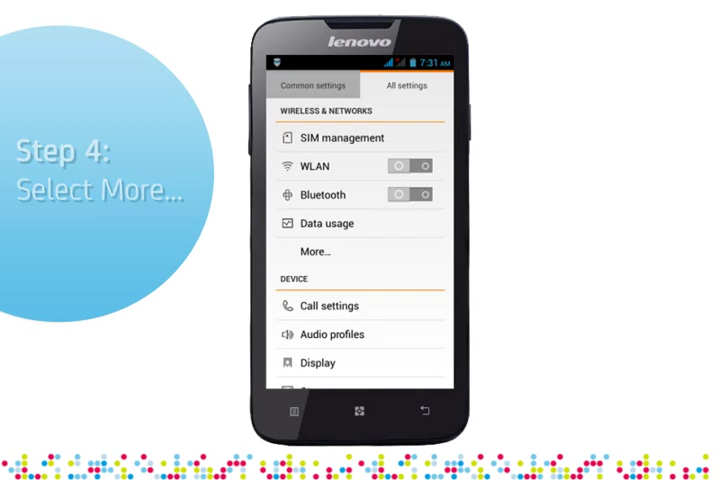 Step 4:
Select More...
lenovo
7:31 AM
Common settings
All settings
WIRELESS & NETWORKS
SIM management
WLAN
Bluetooth
Data usage
More...
DEVICE
Call settings
Audio profiles
Display